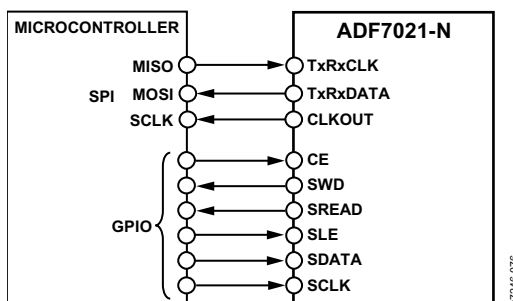 MICROCONTROLLER
ADF7021-N
MISO
TxRxCLK
SPI
MOSI
TxRxDATA
SCLK
CLKOUT
CE
SWD
SREAD
GPIO
SLE
SDATA
SCLK